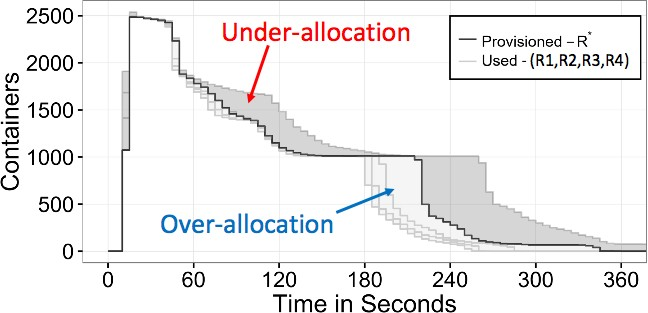 2500
2000
1500
1000
500
0
Containers
Under-allocation
Provisioned – R*
Used - (R1,R2,R3,R4)
Over-allocation
0 60 120 180 240 300 360
Time in Seconds